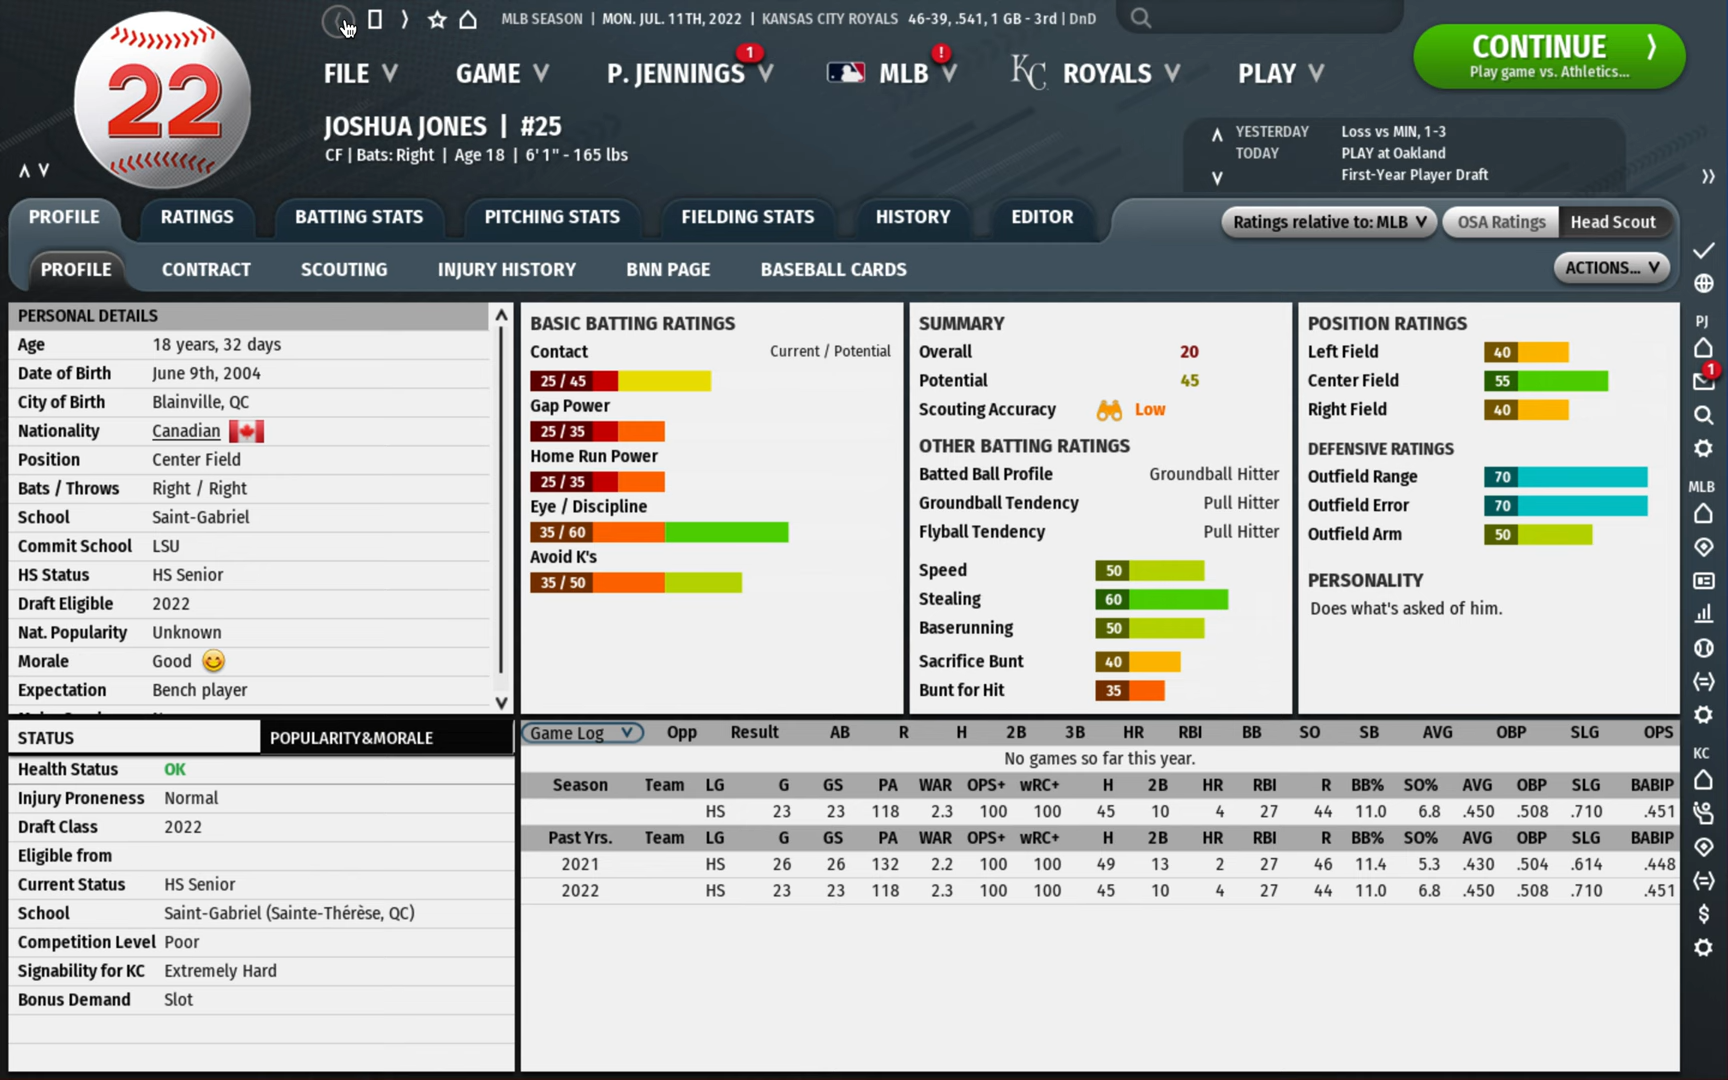 MLB SEASON | MON. JUL. 11TH, 2022 | KANSAS CITY ROYALS 46-39, .541, 1 GB - 3rd | DnD
22
FILE GAME P. JENNINGS 1 MLB ! KC ROYALS PLAY
CONTINUE
Play game vs. Athletics...
JOSHUA JONES | #25
CF | Bats: Right | Age 18 | 6' 1" - 165 lbs
YESTERDAY Loss vs MIN, 1-3
TODAY PLAY at Oakland
First-Year Player Draft
PROFILE RATINGS BATTING STATS PITCHING STATS FIELDING STATS HISTORY EDITOR
Ratings relative to: MLB OSA Ratings Head Scout
PROFILE CONTRACT SCOUTING INJURY HISTORY BNN PAGE BASEBALL CARDS
ACTIONS...
PERSONAL DETAILS
Age 18 years, 32 days
Date of Birth June 9th, 2004
City of Birth Blainville, QC
Nationality Canadian
Position Center Field
Bats / Throws Right / Right
School Saint-Gabriel
Commit School LSU
HS Status HS Senior
Draft Eligible 2022
Nat. Popularity Unknown
Morale Good
Expectation Bench player
BASIC BATTING RATINGS
Contact Current / Potential
25 / 45
Gap Power
25 / 35
Home Run Power
25 / 35
Eye / Discipline
35 / 60
Avoid K's
35 / 50
SUMMARY
Overall 20
Potential 45
Scouting Accuracy Low
OTHER BATTING RATINGS
Batted Ball Profile Groundball Hitter
Groundball Tendency Pull Hitter
Flyball Tendency Pull Hitter
Speed 50
Stealing 60
Baserunning 50
Sacrifice Bunt 40
Bunt for Hit 35
POSITION RATINGS
Left Field 40
Center Field 55
Right Field 40
DEFENSIVE RATINGS
Outfield Range 70
Outfield Error 70
Outfield Arm 50
PERSONALITY
Does what's asked of him.
PJ
1
MLB
KC
$
STATUS POPULARITY&MORALE
Health Status OK
Injury Proneness Normal
Draft Class 2022
Eligible from
Current Status HS Senior
School Saint-Gabriel (Sainte-Thérèse, QC)
Competition Level Poor
Signability for KC Extremely Hard
Bonus Demand Slot
Game Log Opp Result AB R H 2B 3B HR RBI BB SO SB AVG OBP SLG OPS
No games so far this year.
Season Team LG G GS PA WAR OPS+ wRC+ H 2B HR RBI R BB% SO% AVG OBP SLG BABIP
HS 23 23 118 2.3 100 100 45 10 4 27 44 11.0 6.8 .450 .508 .710 .451
Past Yrs. Team LG G GS PA WAR OPS+ wRC+ H 2B HR RBI R BB% SO% AVG OBP SLG BABIP
2021 HS 26 26 132 2.2 100 100 49 13 2 27 46 11.4 5.3 .430 .504 .614 .448
2022 HS 23 23 118 2.3 100 100 45 10 4 27 44 11.0 6.8 .450 .508 .710 .451